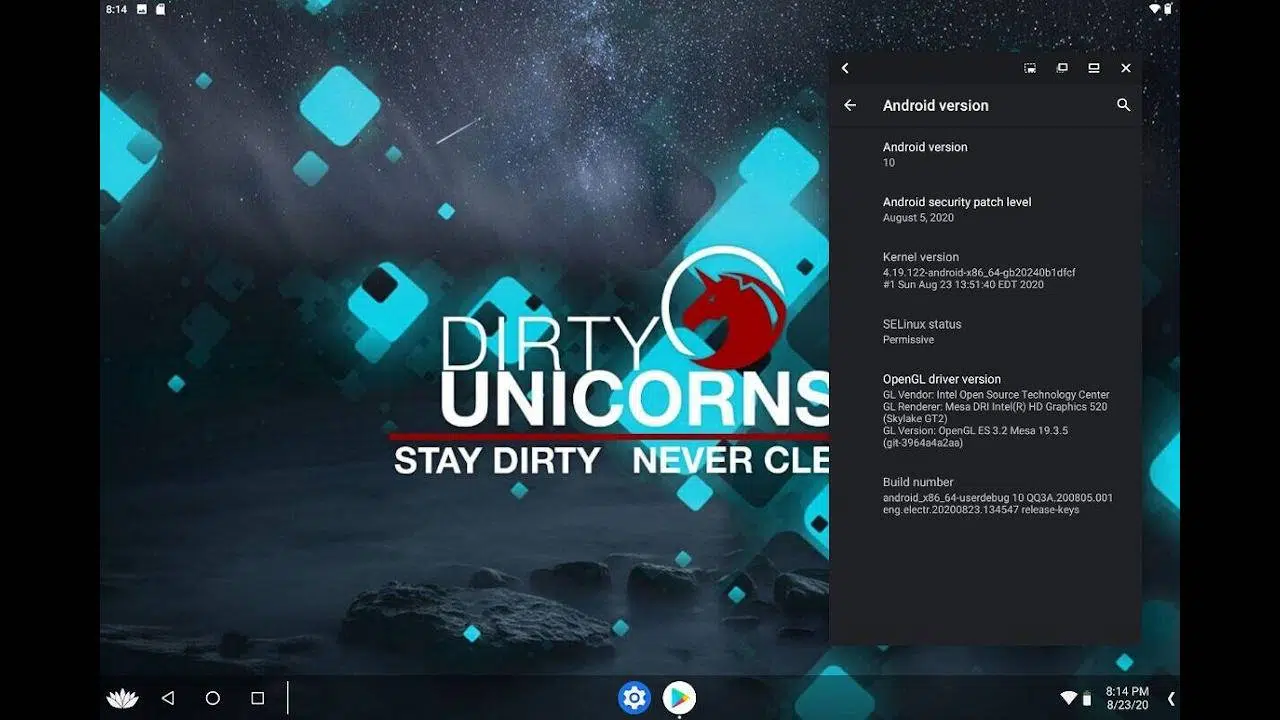 8:14
DIRTY
UNICORNS
STAY DIRTY NEVER CLE
Android version
Android version
10
Android security patch level
August 5, 2020
Kernel version
4.19.122-android-x86_64-gb20240b1dfcf
#1 Sun Aug 23 13:51:40 EDT 2020
SELinux status
Permissive
OpenGL driver version
GL Vendor: Intel Open Source Technology Center
GL Renderer: Mesa DRI Intel(R) HD Graphics 520
(Skylake GT2)
GL Version: OpenGL ES 3.2 Mesa 19.3.5
(git-3964a4a2aa)
Build number
android_x86_64-userdebug 10 QQ3A.200805.001
eng.electr.20200823.134547 release-keys
8:14 PM
8/23/20